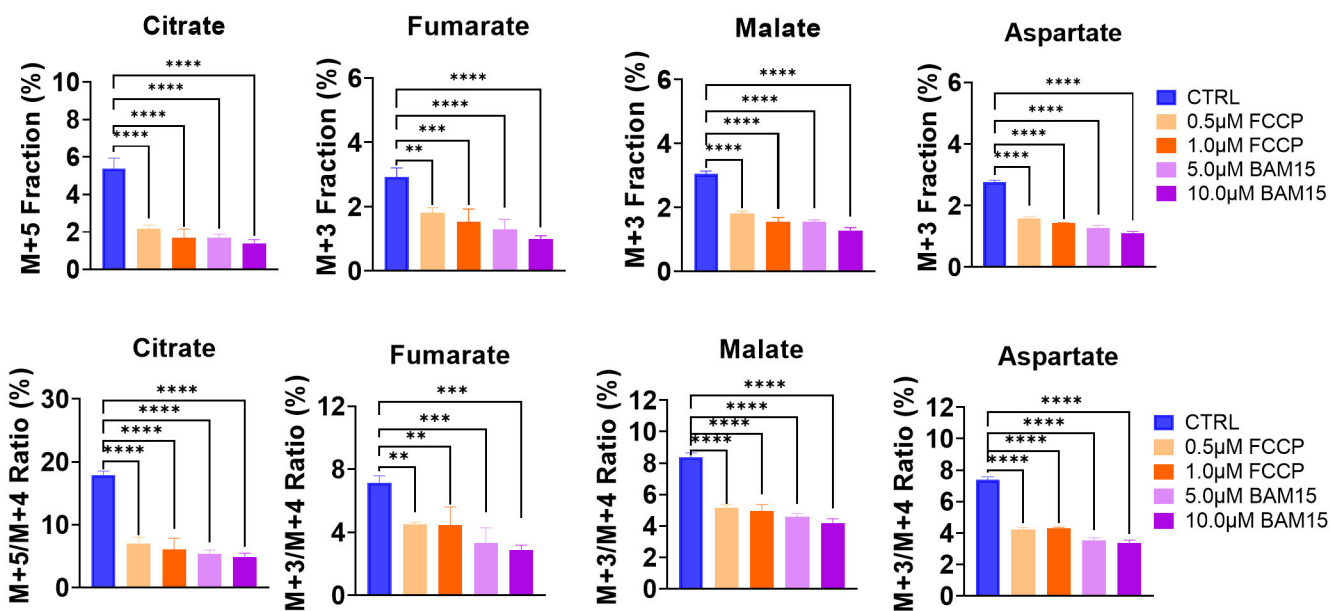 Citrate
M+5 Fraction (%)
10
8
6
4
2
0
****
****
****
****
Fumarate
M+3 Fraction (%)
6
4
2
0
****
****
***
**
Malate
M+3 Fraction (%)
6
4
2
0
****
****
****
****
Aspartate
M+3 Fraction (%)
6
4
2
0
****
****
****
****
CTRL
0.5µM FCCP
1.0µM FCCP
5.0µM BAM15
10.0µM BAM15
Citrate
M+5/M+4 Ratio (%)
30
20
10
0
****
****
****
****
Fumarate
M+3/M+4 Ratio (%)
12
8
4
0
***
***
**
**
Malate
M+3/M+4 Ratio (%)
12
10
8
6
4
2
0
****
****
****
****
Aspartate
M+3/M+4 Ratio (%)
12
10
8
6
4
2
0
****
****
****
****
CTRL
0.5µM FCCP
1.0µM FCCP
5.0µM BAM15
10.0µM BAM15